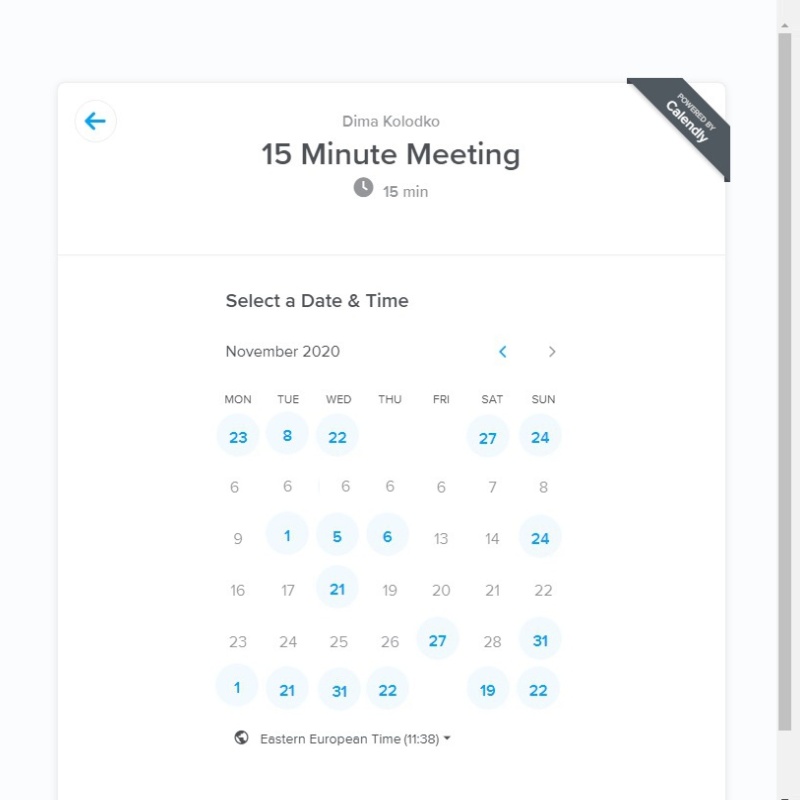 POWERED BY
Calendly
Dima Kolodko
15 Minute Meeting
15 min
Select a Date & Time
November 2020
MON TUE WED THU FRI SAT SUN
23 8 22 27 24
6 6 6 6 6 7 8
9 1 5 6 13 14 24
16 17 21 19 20 21 22
23 24 25 26 27 28 31
1 21 31 22 19 22
Eastern European Time (11:38)